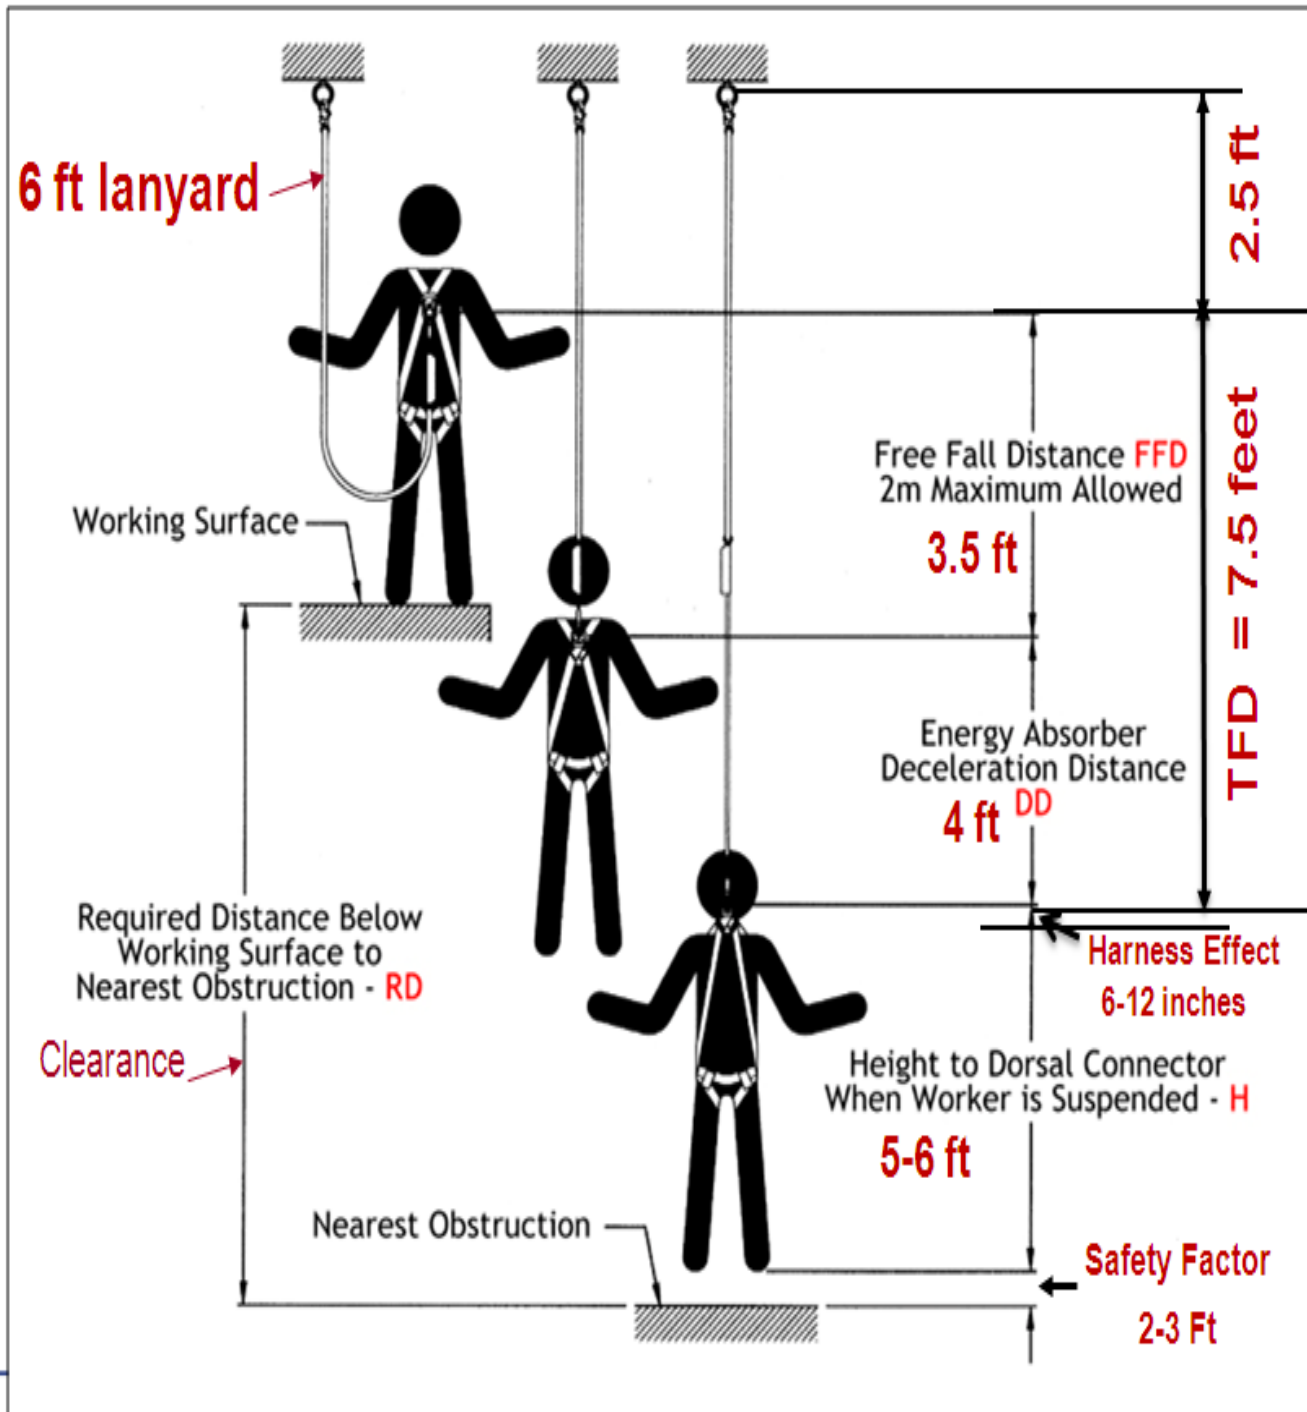 6 ft lanyard
2.5 ft
Free Fall Distance FFD
2m Maximum Allowed
3.5 ft
TFD = 7.5 feet
Working Surface
Energy Absorber
Deceleration Distance
4 ft DD
Required Distance Below
Working Surface to
Nearest Obstruction - RD
Clearance
Harness Effect
6-12 inches
Height to Dorsal Connector
When Worker is Suspended - H
5-6 ft
Nearest Obstruction
Safety Factor
2-3 Ft